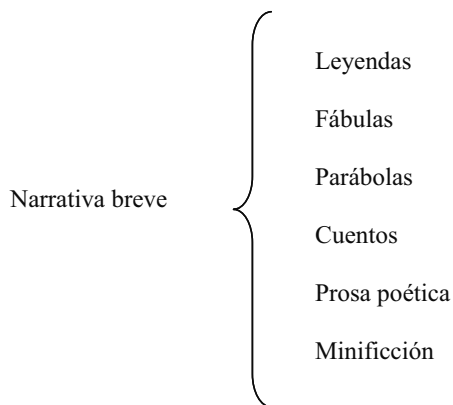 Leyendas
Fábulas
Parábolas
Narrativa breve
Cuentos
Prosa poética
Minificción